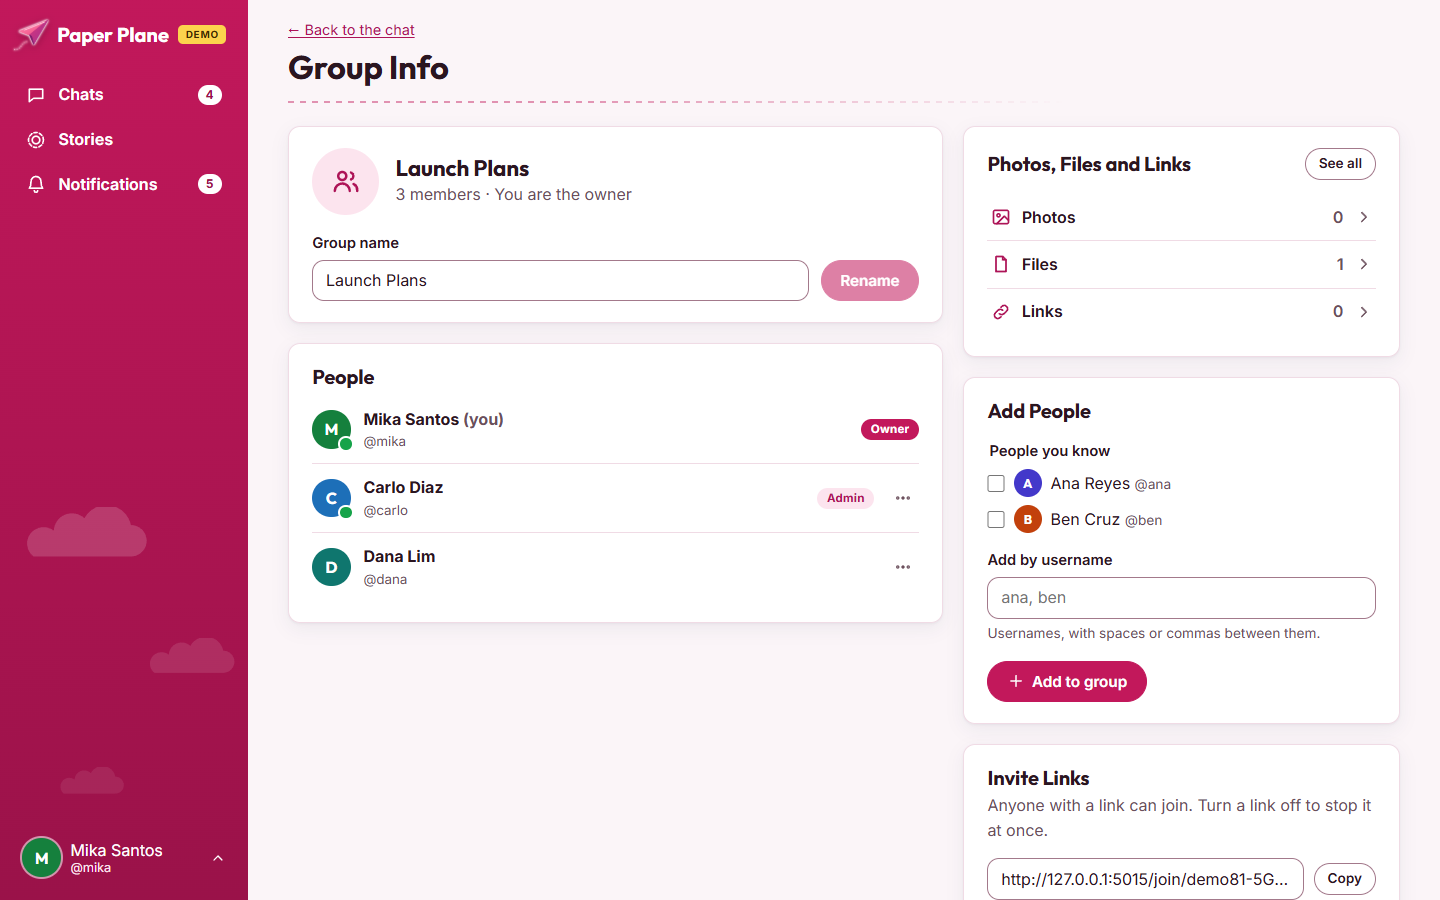 Paper Plane DEMO
Chats 4
Stories
Notifications 5
M
Mika Santos
@mika
← Back to the chat
Group Info
Launch Plans
3 members · You are the owner
Group name
Launch Plans
Rename
People
M
Mika Santos (you)
@mika
Owner
C
Carlo Diaz
@carlo
Admin
D
Dana Lim
@dana
Photos, Files and Links
See all
Photos 0
Files 1
Links 0
Add People
People you know
A Ana Reyes @ana
B Ben Cruz @ben
Add by username
ana, ben
Usernames, with spaces or commas between them.
+ Add to group
Invite Links
Anyone with a link can join. Turn a link off to stop it
at once.
http://127.0.0.1:5015/join/demo81-5G...
Copy